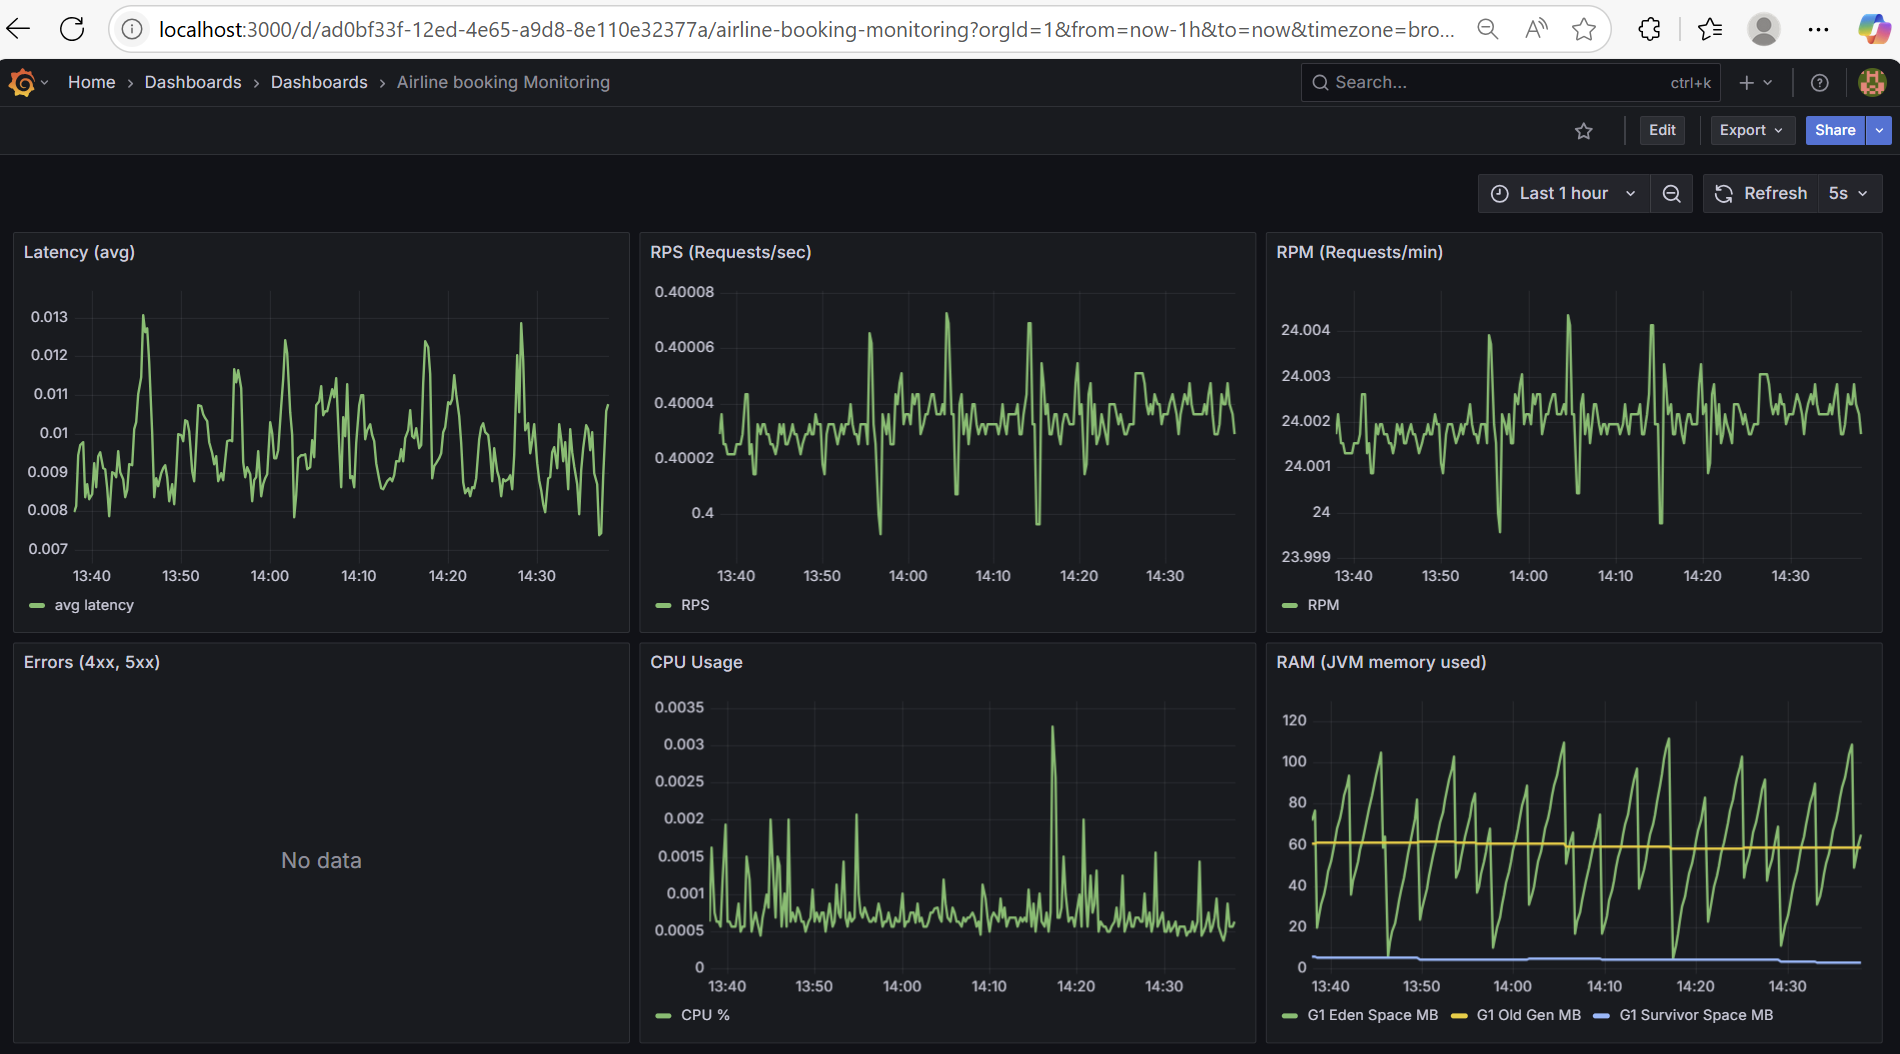 localhost:3000/d/ad0bf33f-12ed-4e65-a9d8-8e110e32377a/airline-booking-monitoring?orgId=1&from=now-1h&to=now&timezone=bro...
Home › Dashboards › Dashboards › Airline booking Monitoring
Search... ctrl+k
Edit Export Share
Last 1 hour Refresh 5s
Latency (avg)
0.013
0.012
0.011
0.01
0.009
0.008
0.007
13:40 13:50 14:00 14:10 14:20 14:30
avg latency
RPS (Requests/sec)
0.40008
0.40006
0.40004
0.40002
0.4
13:40 13:50 14:00 14:10 14:20 14:30
RPS
RPM (Requests/min)
24.004
24.003
24.002
24.001
24
23.999
13:40 13:50 14:00 14:10 14:20 14:30
RPM
Errors (4xx, 5xx)
No data
CPU Usage
0.0035
0.003
0.0025
0.002
0.0015
0.001
0.0005
0
13:40 13:50 14:00 14:10 14:20 14:30
CPU %
RAM (JVM memory used)
120
100
80
60
40
20
0
13:40 13:50 14:00 14:10 14:20 14:30
G1 Eden Space MB G1 Old Gen MB G1 Survivor Space MB